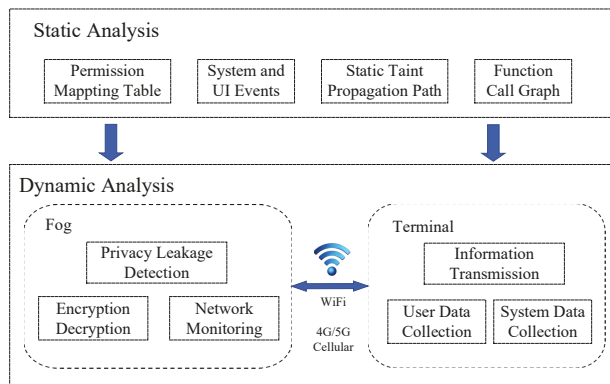 Static Analysis
Permission
Mappting Table
System and
UI Events
Static Taint
Propagation Path
Function
Call Graph
Dynamic Analysis
Fog
Privacy Leakage
Detection
Encryption
Decryption
Network
Monitoring
WiFi
4G/5G
Cellular
Terminal
Information
Transmission
User Data
Collection
System Data
Collection